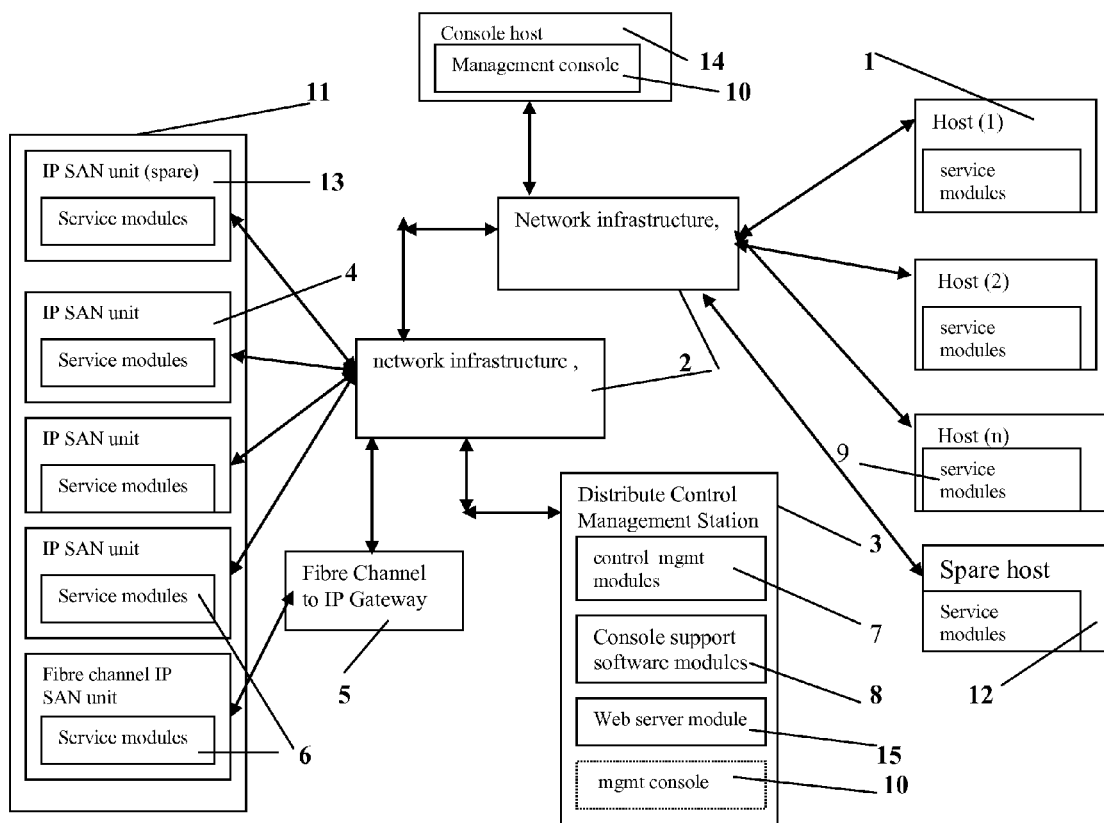 Console host
Management console
14
10
1
11
Host (1)
service
modules
IP SAN unit (spare)
13
Service modules
Network infrastructure,
4
Host (2)
service
modules
IP SAN unit
Service modules
network infrastructure ,
2
IP SAN unit
Service modules
Host (n)
9
service
modules
Distribute Control
Management Station
3
IP SAN unit
Service modules
Fibre Channel
to IP Gateway
control mgmt
modules
7
Spare host
Service
modules
Console support
software modules
8
12
5
Fibre channel IP
SAN unit
Service modules
6
Web server module
15
mgmt console
10